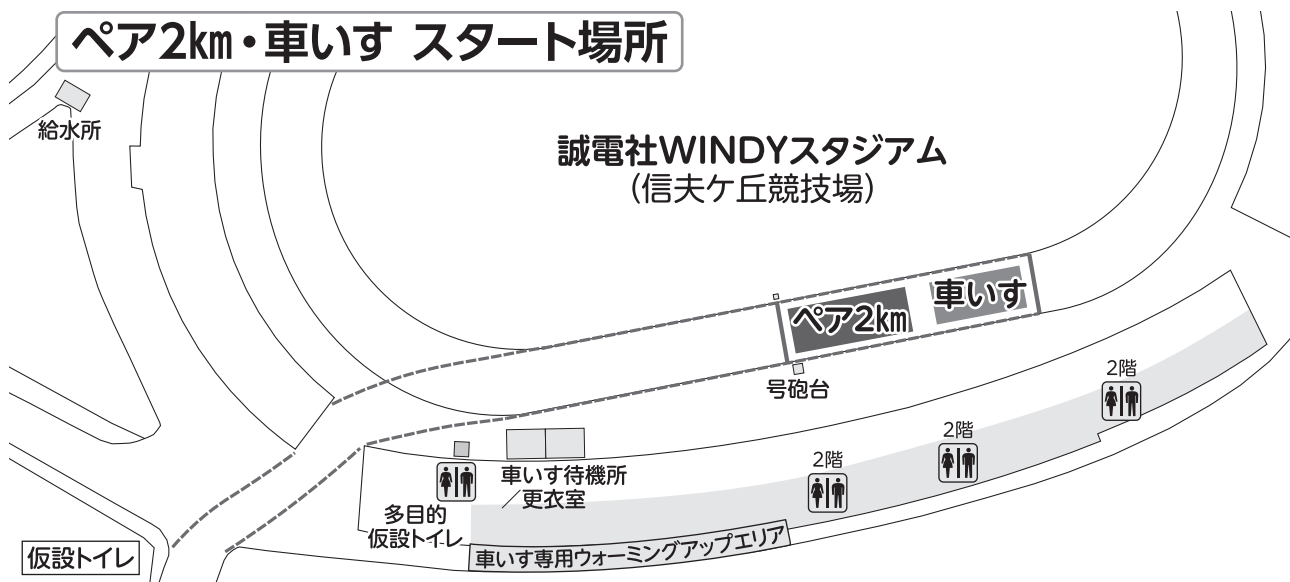 ペア2㎞・車いす スタート場所
給水所
誠電社WINDYスタジアム
（信夫ケ丘競技場）
ペア2㎞
車いす
号砲台
2階
2階
2階
車いす待機所
／更衣室
多目的
仮設トイレ
車いす専用ウォーミングアップエリア
仮設トイレ